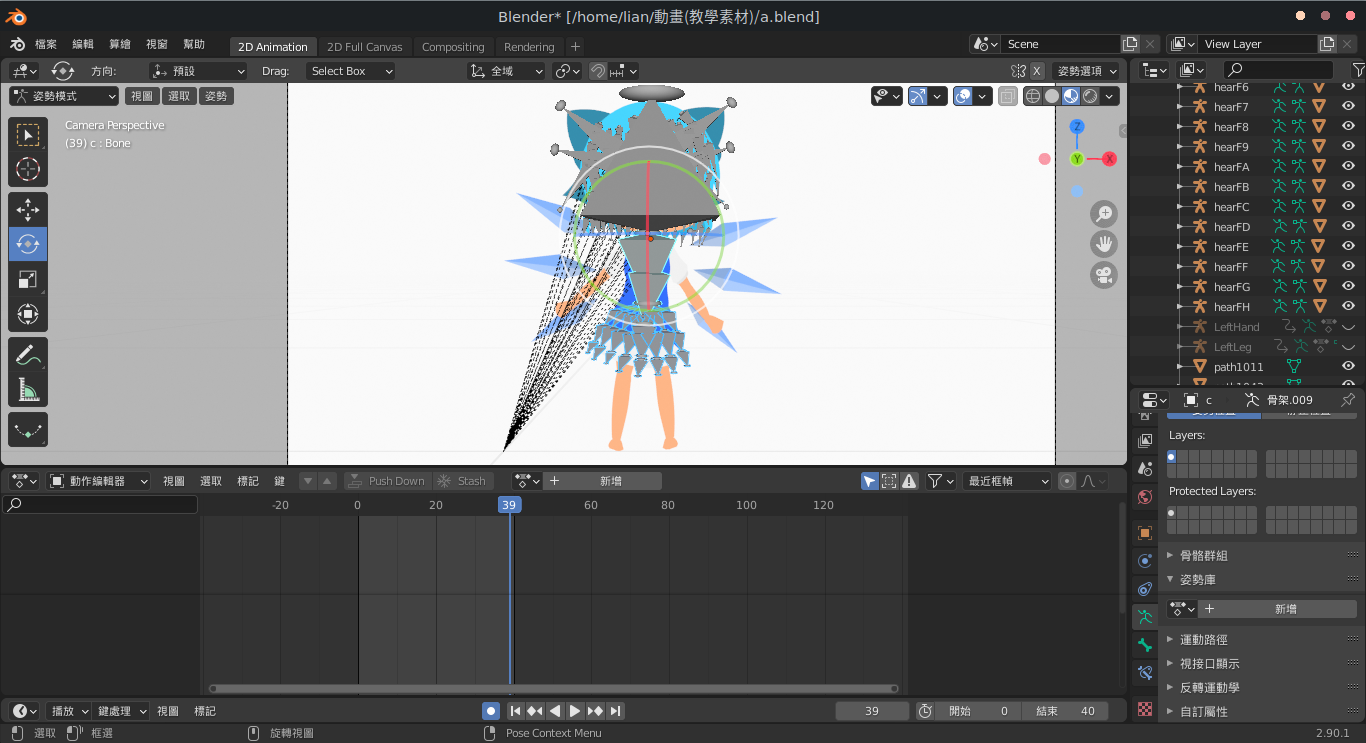 Blender* [/home/lian/動畫(教學素材)/a.blend]
檔案 編輯 算繪 視窗 幫助 2D Animation 2D Full Canvas Compositing Rendering + Scene View Layer
方向: 預設 Drag: Select Box 全域 X 姿勢選項
姿勢模式 視圖 選取 姿勢
Camera Perspective
(39) c : Bone
Z
Y
X
hearF6
hearF7
hearF8
hearF9
hearFA
hearFB
hearFC
hearFD
hearFE
hearFF
hearFG
hearFH
LeftHand
LeftLeg
path1011
c 骨架.009
Layers:
Protected Layers:
骨骼群組
姿勢庫
新增
運動路徑
視接口顯示
反轉運動學
自訂屬性
動作編輯器 視圖 選取 標記 鍵 Push Down Stash 新增 最近框幀
-20 0 20 39 60 80 100 120
播放 鍵處理 視圖 標記 39 開始 0 結束 40
選取 框選 旋轉視圖 Pose Context Menu 2.90.1